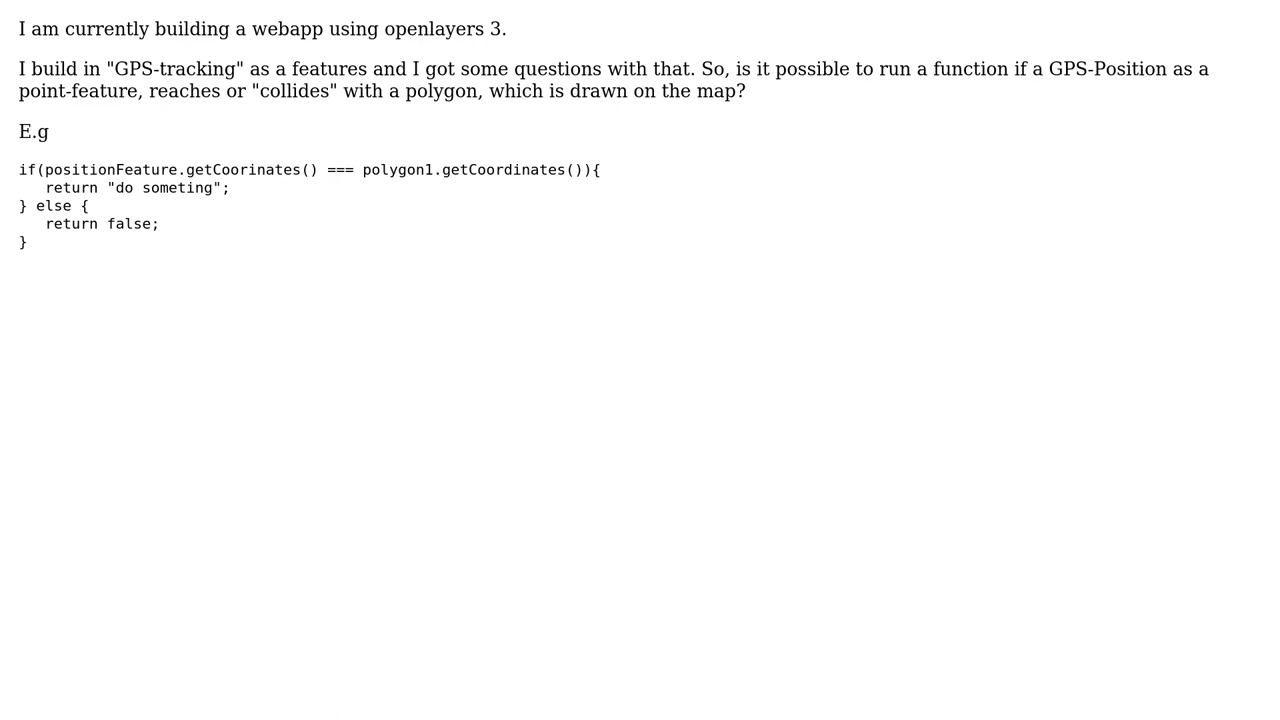 I am currently building a webapp using openlayers 3.
I build in "GPS-tracking" as a features and I got some questions with that. So, is it possible to run a function if a GPS-Position as a
point-feature, reaches or "collides" with a polygon, which is drawn on the map?
E.g
if(positionFeature.getCoorinates() === polygon1.getCoordinates()){
   return "do someting";
} else {
   return false;
}